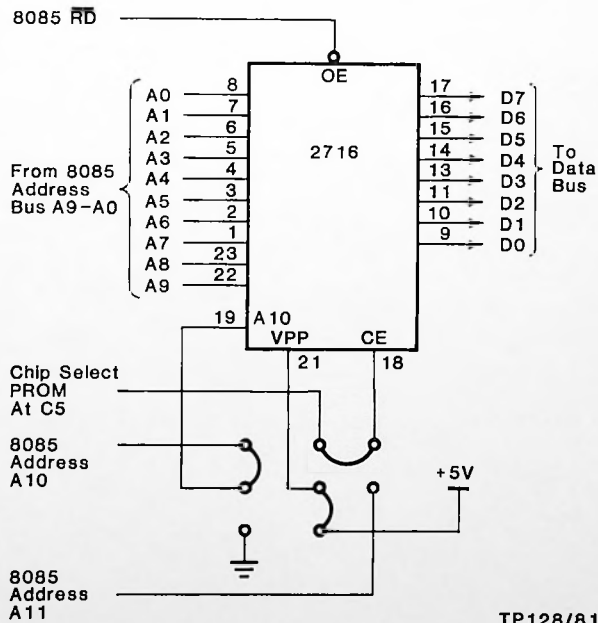 8085 RD
OE
2716
A0 8
A1 7
A2 6
A3 5
A4 4
A5 3
A6 2
A7 1
A8 23
A9 22
From 8085
Address
Bus A9-A0
17 D7
16 D6
15 D5
14 D4
13 D3
11 D2
10 D1
9 D0
To
Data
Bus
19 A10
VPP CE
21 18
Chip Select
PROM
At C5
8085
Address
A10
+5V
8085
Address
A11
TP128/81